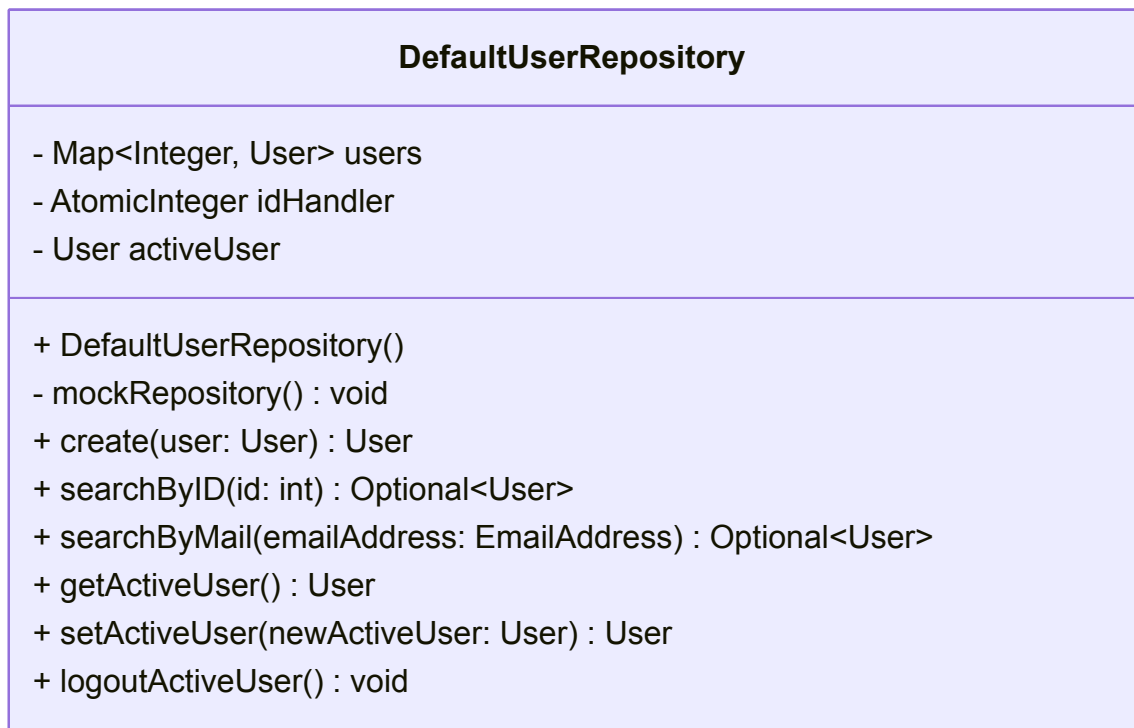 DefaultUserRepository
- Map<Integer, User> users
- AtomicInteger idHandler
- User activeUser
+ DefaultUserRepository()
- mockRepository() : void
+ create(user: User) : User
+ searchByID(id: int) : Optional<User>
+ searchByMail(emailAddress: EmailAddress) : Optional<User>
+ getActiveUser() : User
+ setActiveUser(newActiveUser: User) : User
+ logoutActiveUser() : void